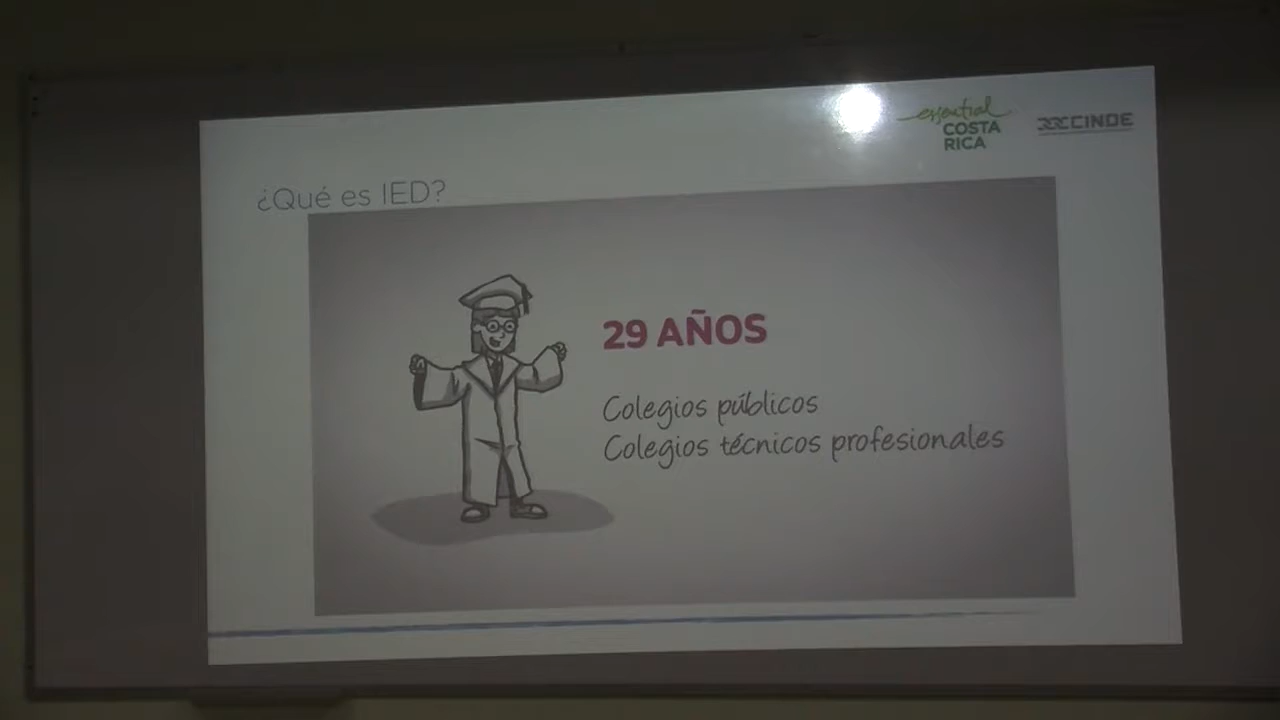 essential
COSTA
RICA
CINDE
¿Qué es IED?
29 AÑOS
Colegios públicos
Colegios técnicos profesionales